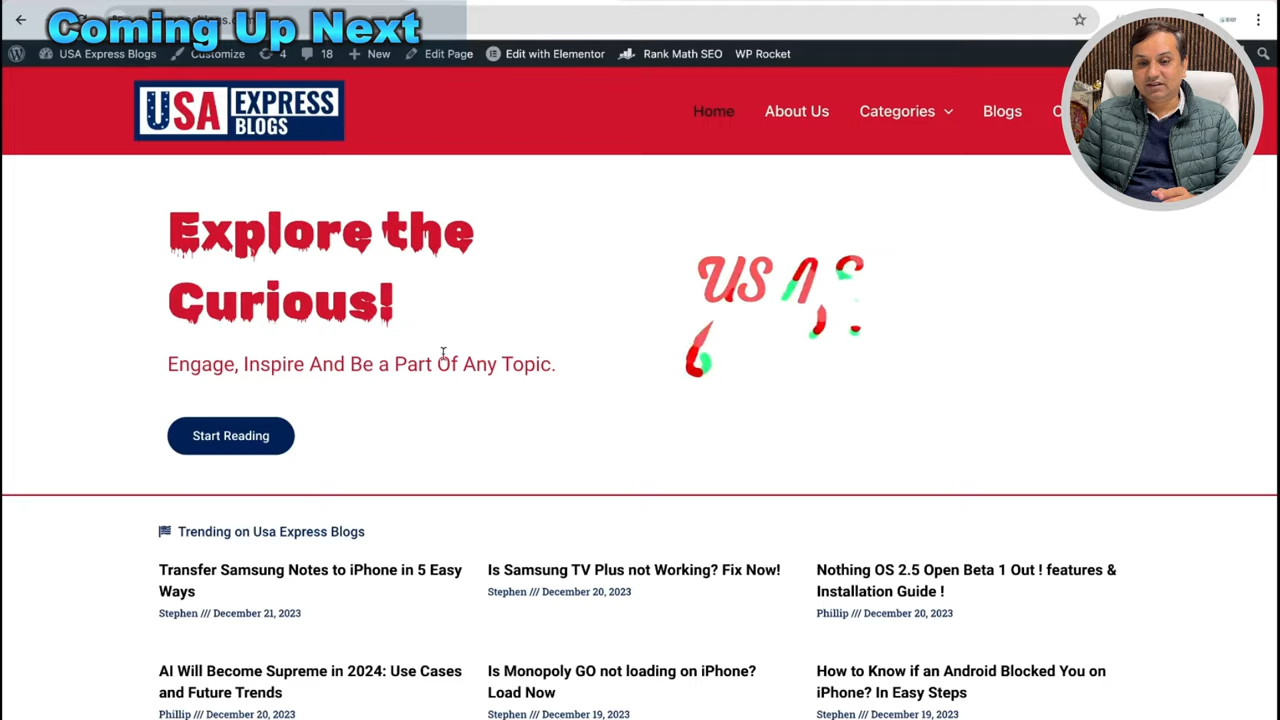 Coming Up Next
USA Express Blogs Customize 4 18 New Edit Page Edit with Elementor Rank Math SEO WP Rocket
USA EXPRESS
BLOGS
Home About Us Categories Blogs
Explore the
Curious!
USA
Engage, Inspire And Be a Part Of Any Topic.
Start Reading
Trending on Usa Express Blogs
Transfer Samsung Notes to iPhone in 5 Easy
Ways
Stephen /// December 21, 2023
Is Samsung TV Plus not Working? Fix Now!
Stephen /// December 20, 2023
Nothing OS 2.5 Open Beta 1 Out ! features &
Installation Guide !
Phillip /// December 20, 2023
AI Will Become Supreme in 2024: Use Cases
and Future Trends
Phillip /// December 20, 2023
Is Monopoly GO not loading on iPhone?
Load Now
Stephen /// December 19, 2023
How to Know if an Android Blocked You on
iPhone? In Easy Steps
Stephen /// December 19, 2023